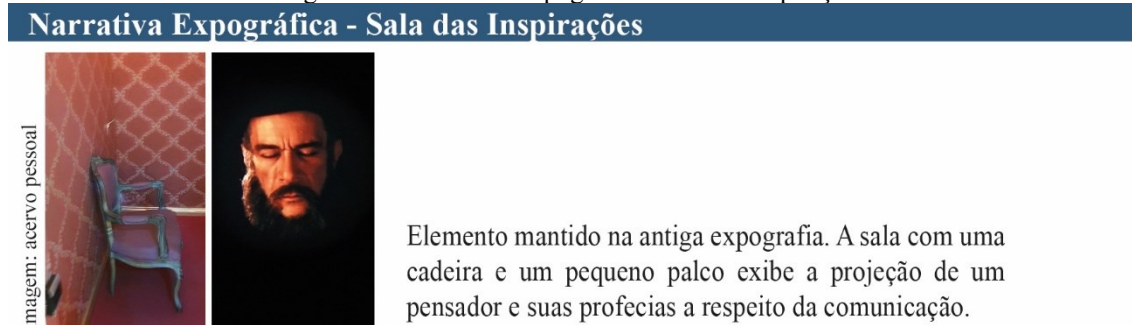 Narrativa Expográfica - Sala das Inspirações
magem: acervo pessoal
Elemento mantido na antiga expografia. A sala com uma
cadeira e um pequeno palco exibe a projeção de um
pensador e suas profecias a respeito da comunicação.